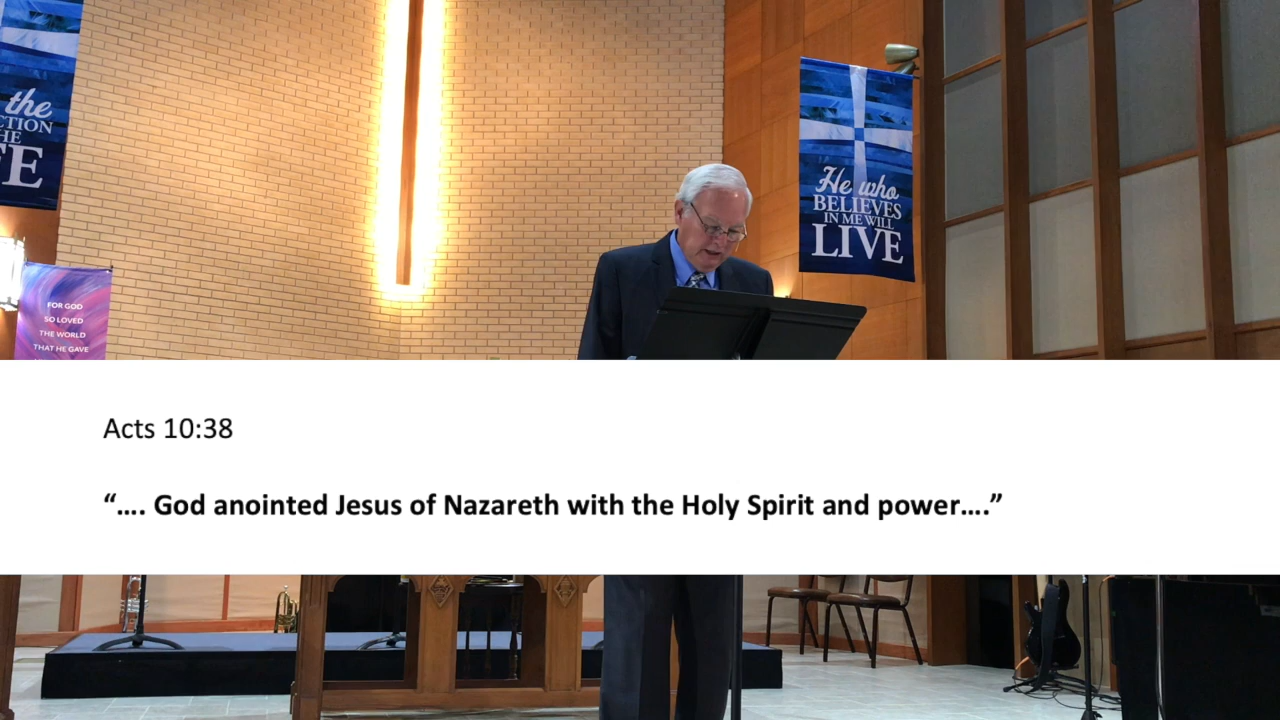 the
CTION
HE
FE
FOR GOD
SO LOVED
THE WORLD
THAT HE GAVE
He who
BELIEVES
IN ME WILL
LIVE
Acts 10:38
“…. God anointed Jesus of Nazareth with the Holy Spirit and power….”